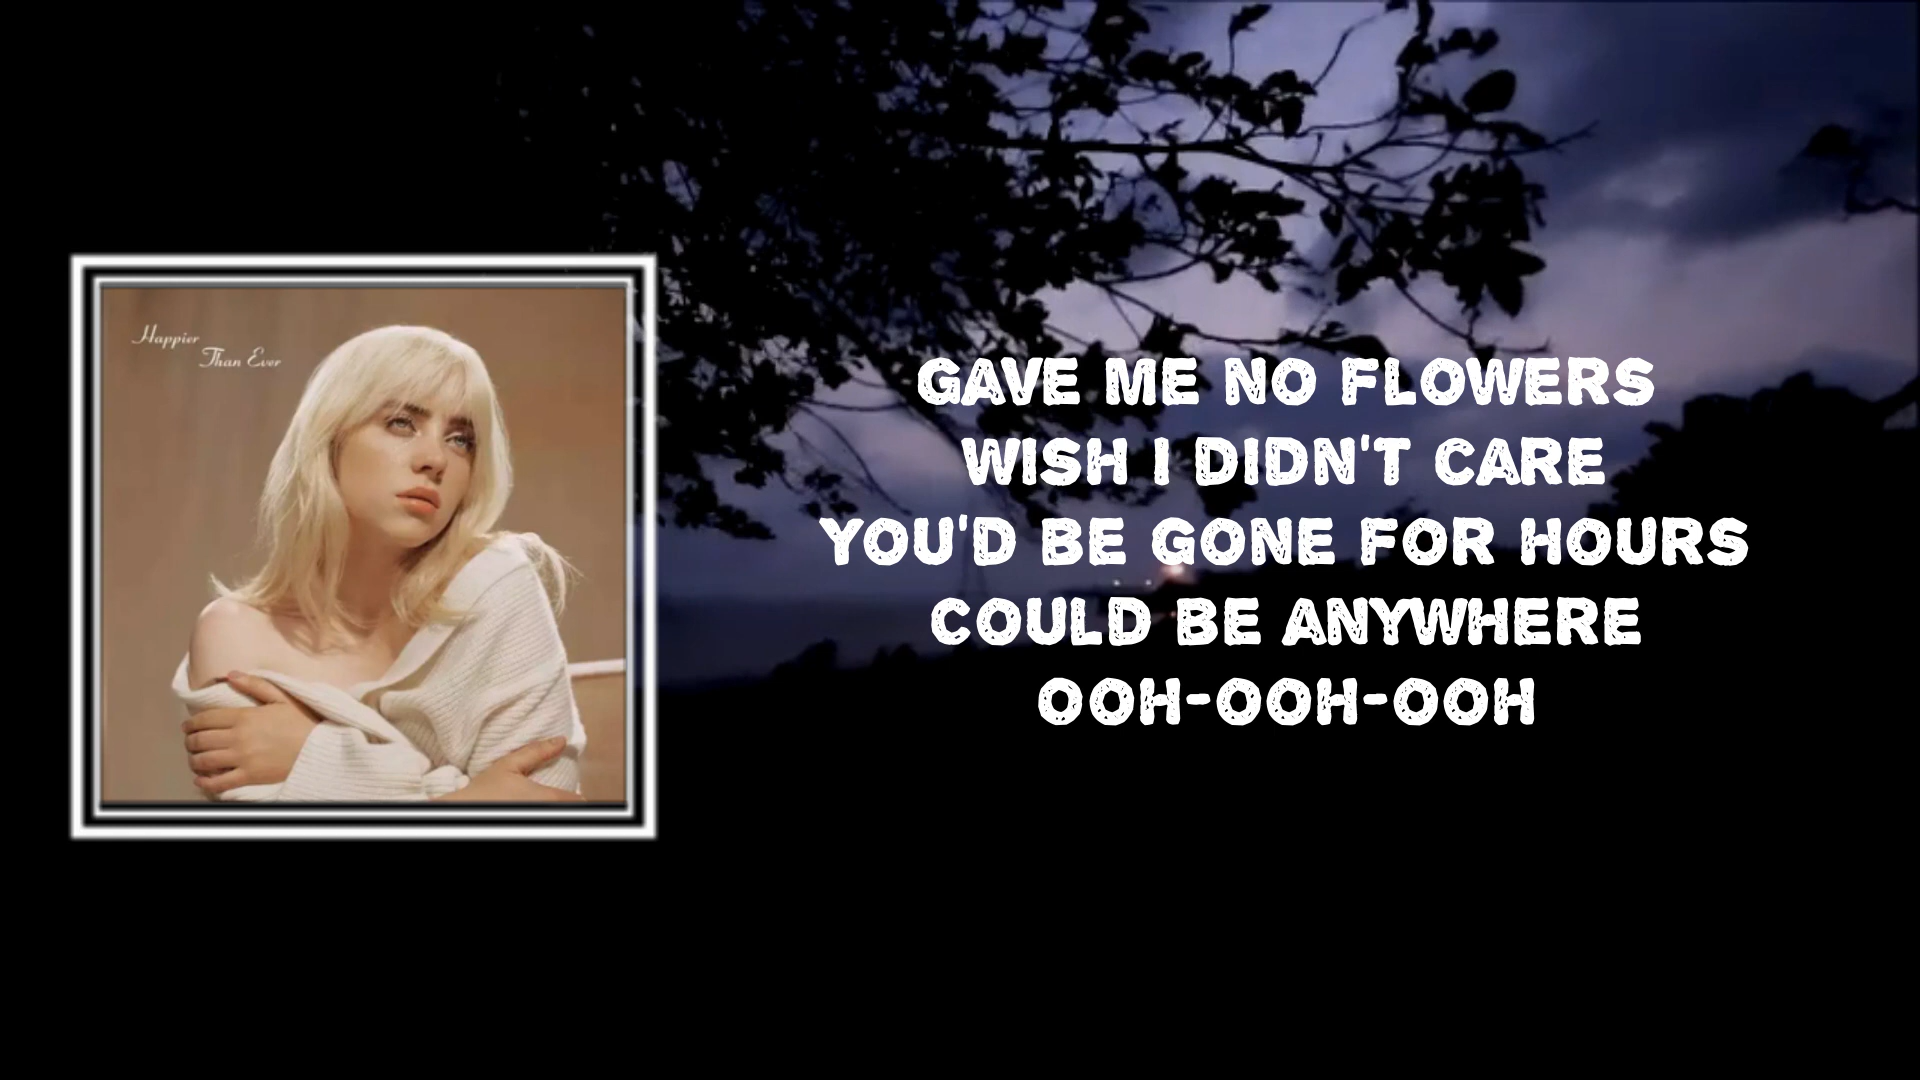 Happier
Than Ever
GAVE ME NO FLOWERS
WISH I DIDN'T CARE
YOU'D BE GONE FOR HOURS
COULD BE ANYWHERE
OOH-OOH-OOH